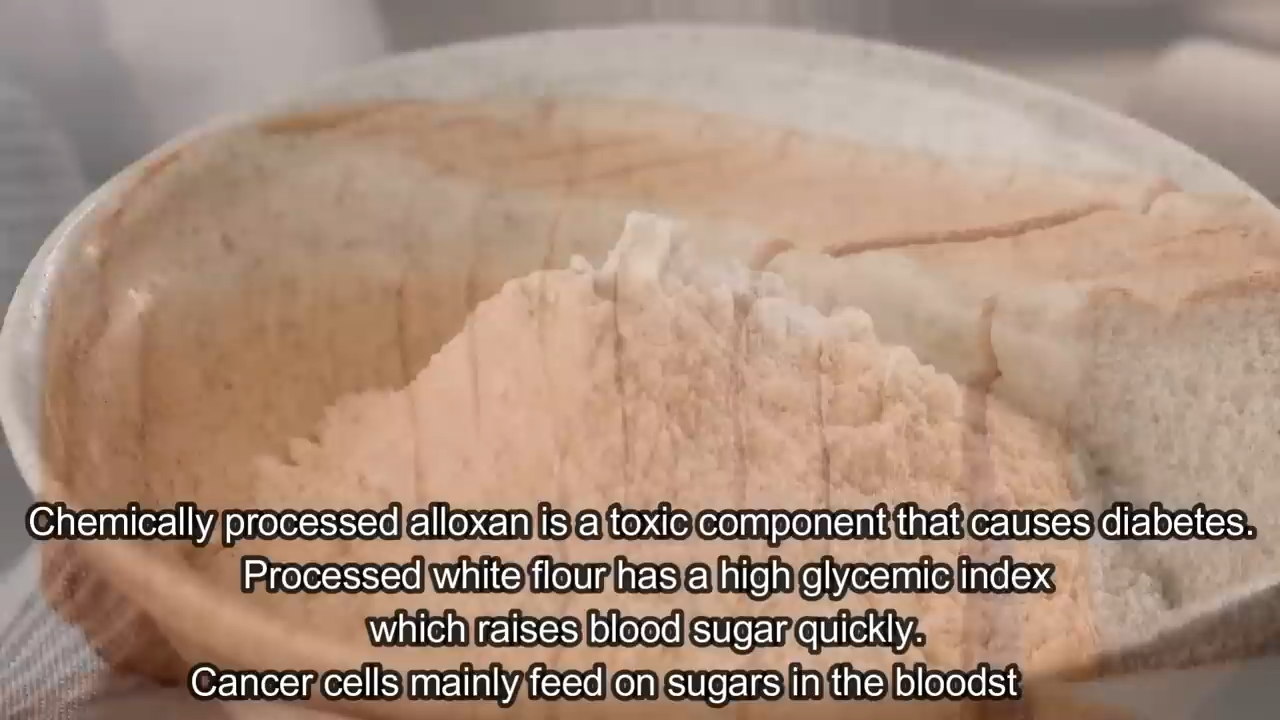 Chemically processed alloxan is a toxic component that causes diabetes.
Processed white flour has a high glycemic index
which raises blood sugar quickly.
Cancer cells mainly feed on sugars in the bloodst